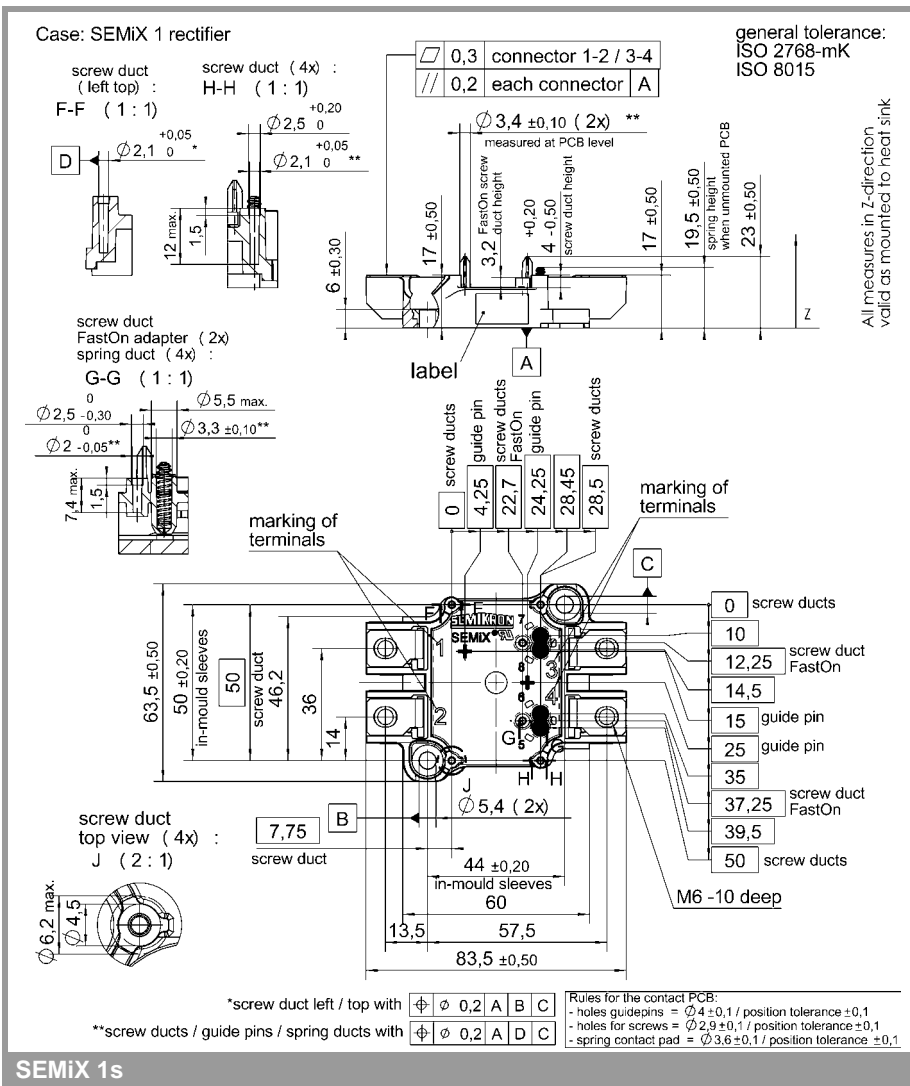 Case: SEMiX 1 rectifier
general tolerance:
ISO 2768-mK
ISO 8015
screw duct
( left top) :
F-F ( 1 : 1)
screw duct ( 4x) :
H-H ( 1 : 1)
+0,20
∅2,5 0
+0,05
∅2,1 0 *
+0,05
∅2,1 0 **
D
12 max.
1,5
⏥ 0,3 connector 1-2 / 3-4
// 0,2 each connector A
∅3,4 ±0,10 ( 2x) **
measured at PCB level
6 ±0,30
17 ±0,50
3,2 FastOn screw duct height
+0,20
4 -0,50
screw duct height
17 ±0,50
19,5 ±0,50
spring height
when unmounted PCB
23 ±0,50
Z
All measures in Z-direction
valid as mounted to heat sink
label
A
screw duct
FastOn adapter ( 2x)
spring duct ( 4x) :
G-G ( 1 : 1)
0
∅2,5 -0,30
∅5,5 max.
0
∅2 -0,05**
∅3,3 ±0,10**
7,4 max.
1,5
marking of
terminals
0 screw ducts
4,25 guide pin
22,7 screw ducts FastOn
24,25 guide pin
28,45
28,5 screw ducts
marking of
terminals
C
F
F
SEMIKRON
SEMiX
1
2
3
4
7
8
6
5
G
H H
J
63,5 ±0,50
50 ±0,20
in-mould sleeves
50
screw duct
46,2
36
14
0 screw ducts
10
12,25 screw duct
FastOn
14,5
15 guide pin
25 guide pin
35
37,25 screw duct
FastOn
39,5
50 screw ducts
M6 -10 deep
B
∅5,4 ( 2x)
7,75
screw duct
44 ±0,20
in-mould sleeves
60
13,5
57,5
83,5 ±0,50
screw duct
top view ( 4x) :
J ( 2 : 1)
∅6,2 max.
∅4,5
*screw duct left / top with ⌖ ∅ 0,2 A B C
**screw ducts / guide pins / spring ducts with ⌖ ∅ 0,2 A D C
Rules for the contact PCB:
- holes guidepins = ∅4±0,1 / position tolerance ±0,1
- holes for screws = ∅2,9±0,1 / position tolerance ±0,1
- spring contact pad = ∅3,6±0,1 / position tolerance ±0,1
SEMiX 1s